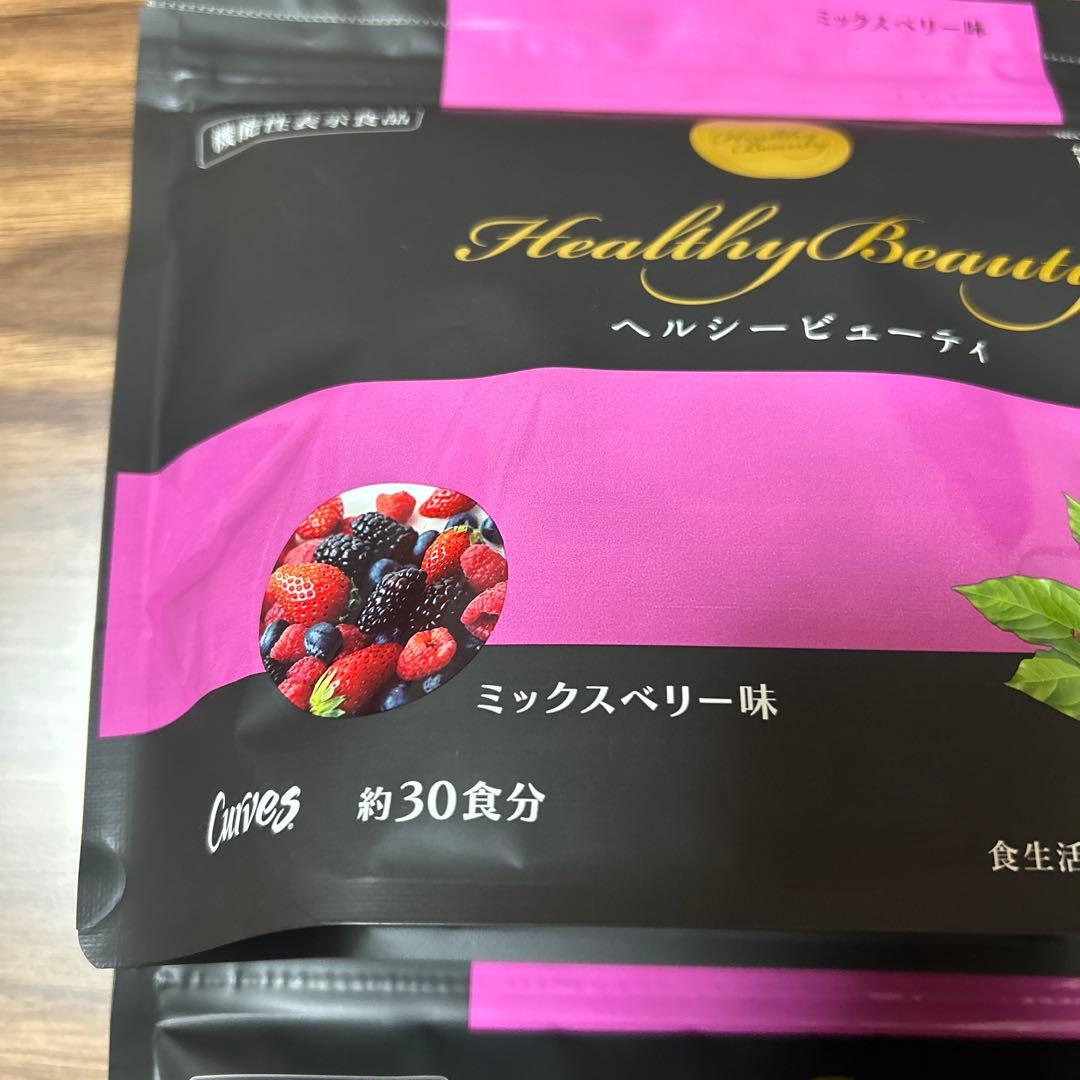 ミックスベリー味
機能性表示食品
Healthy
Beauty
Healthy Beauty
ヘルシービューティ
ミックスベリー味
Curves
約30食分
食生活